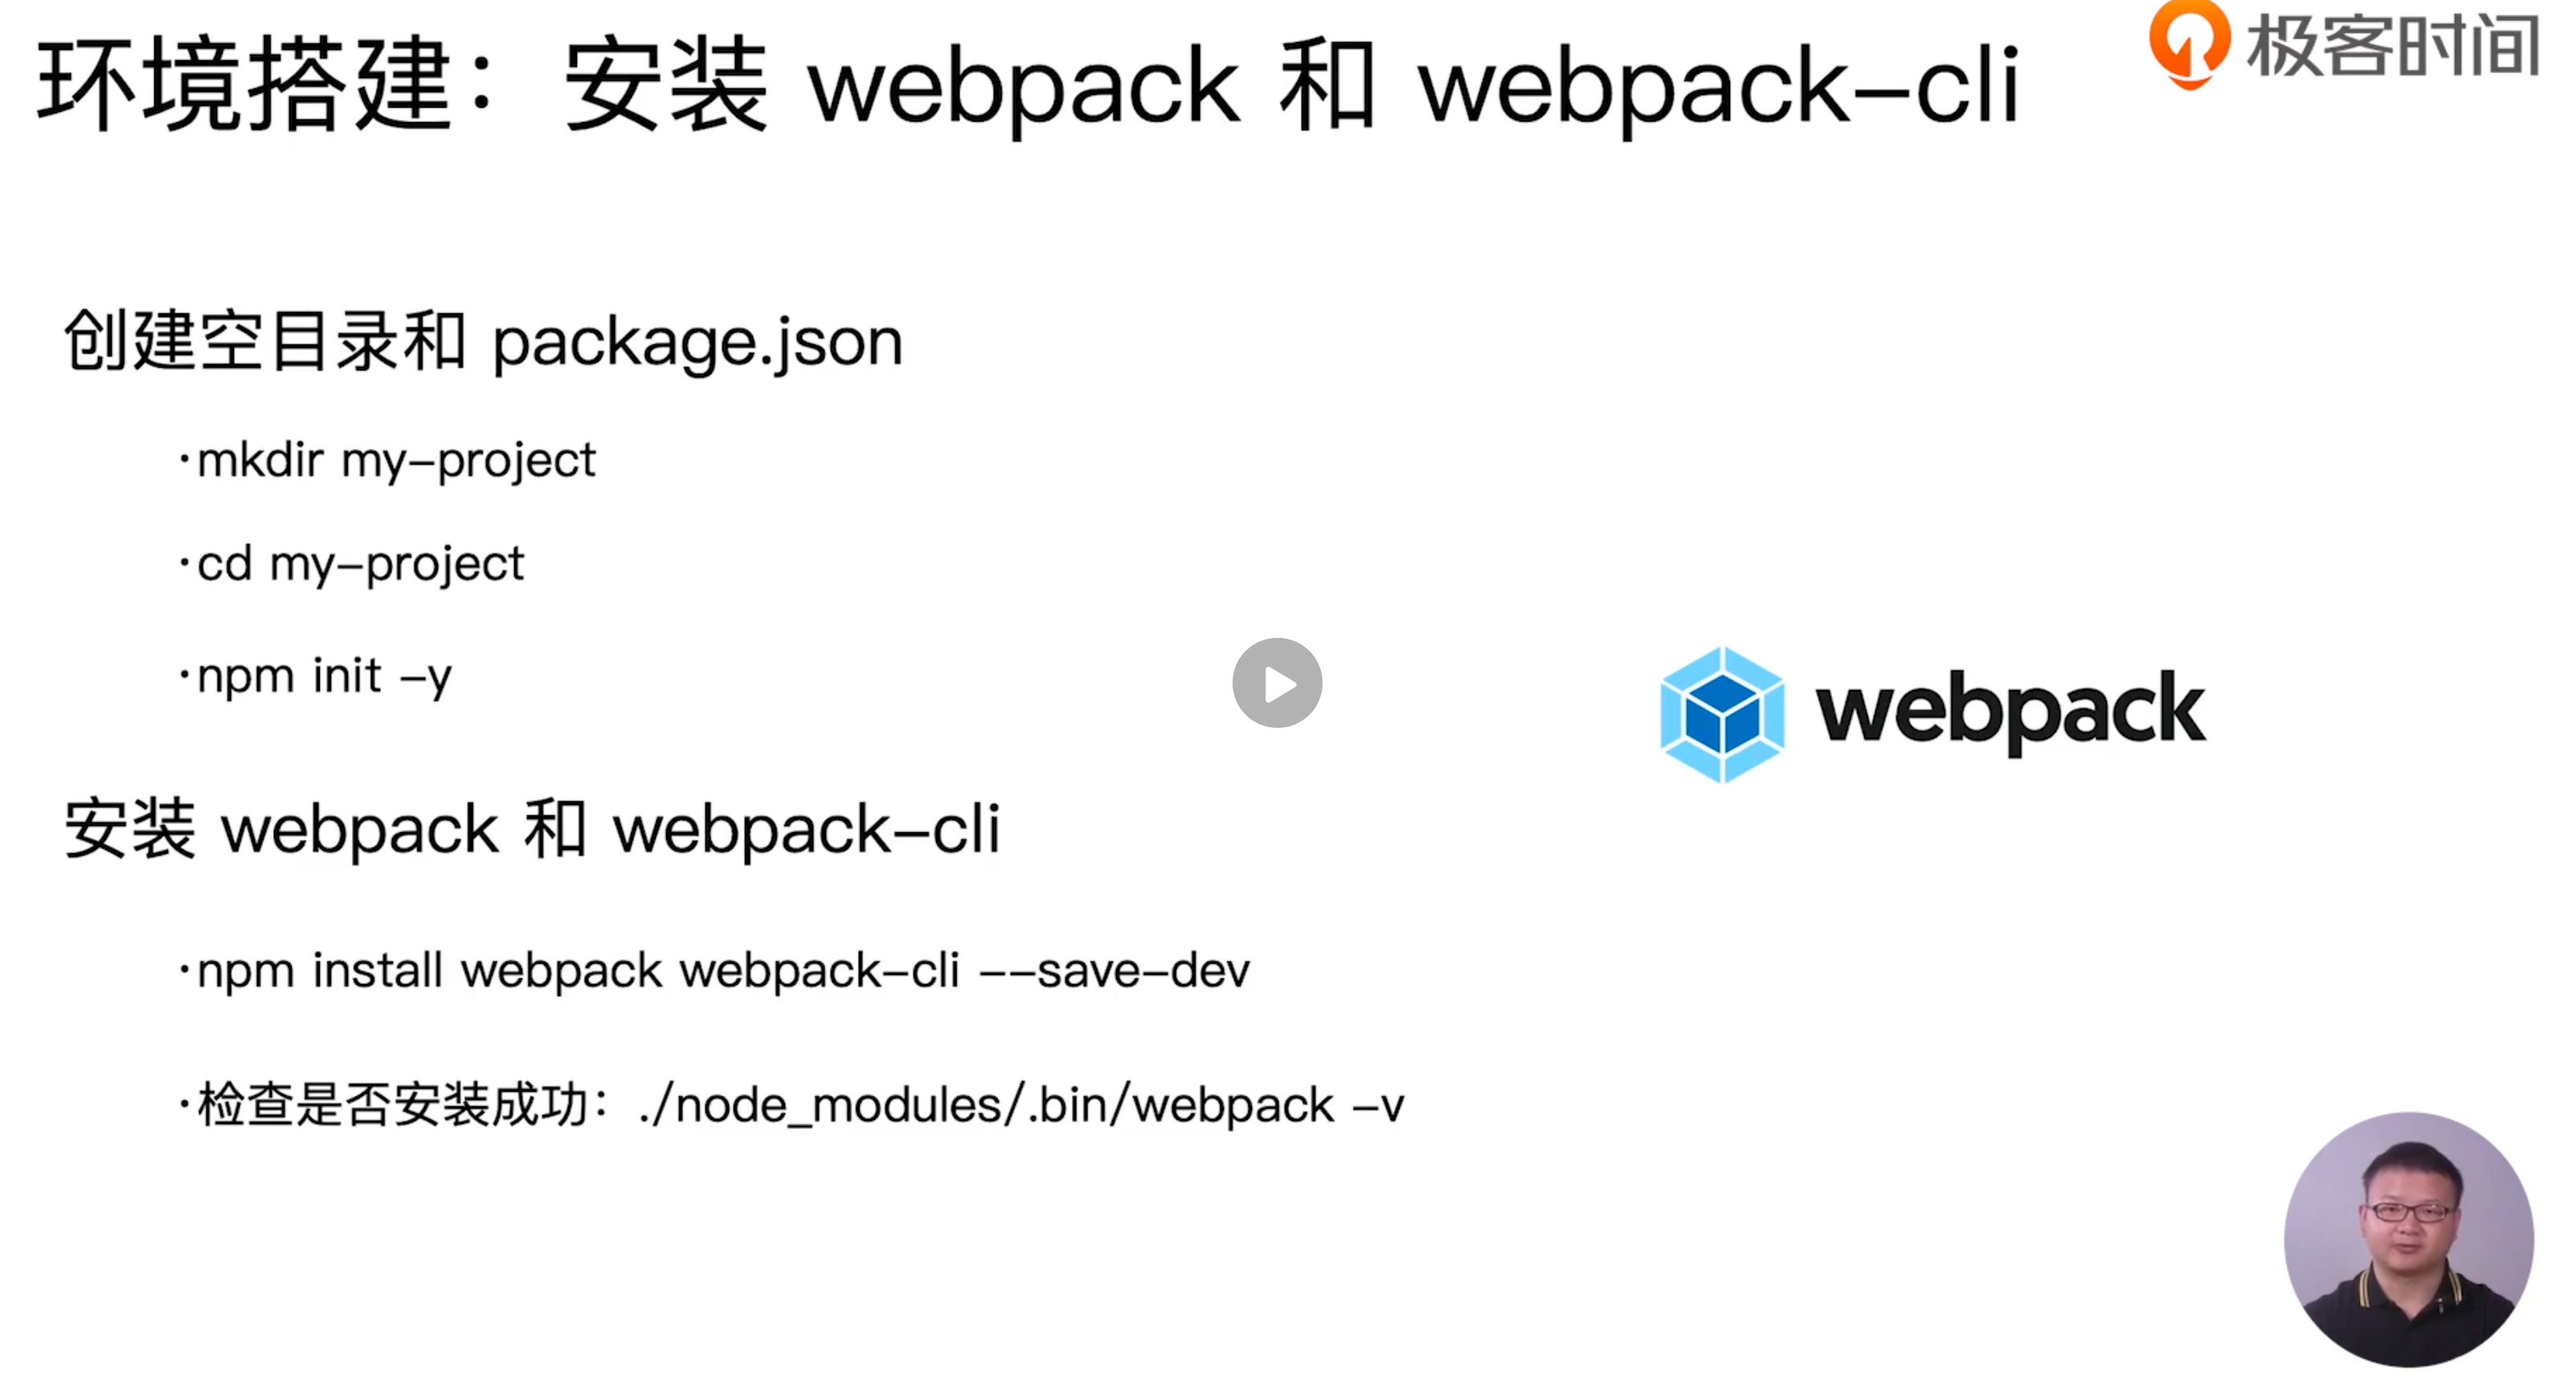 环境搭建：安装 webpack 和 webpack-cli
极客时间
创建空目录和 package.json
·mkdir my-project
·cd my-project
·npm init -y
webpack
安装 webpack 和 webpack-cli
·npm install webpack webpack-cli --save-dev
·检查是否安装成功：./node_modules/.bin/webpack -v